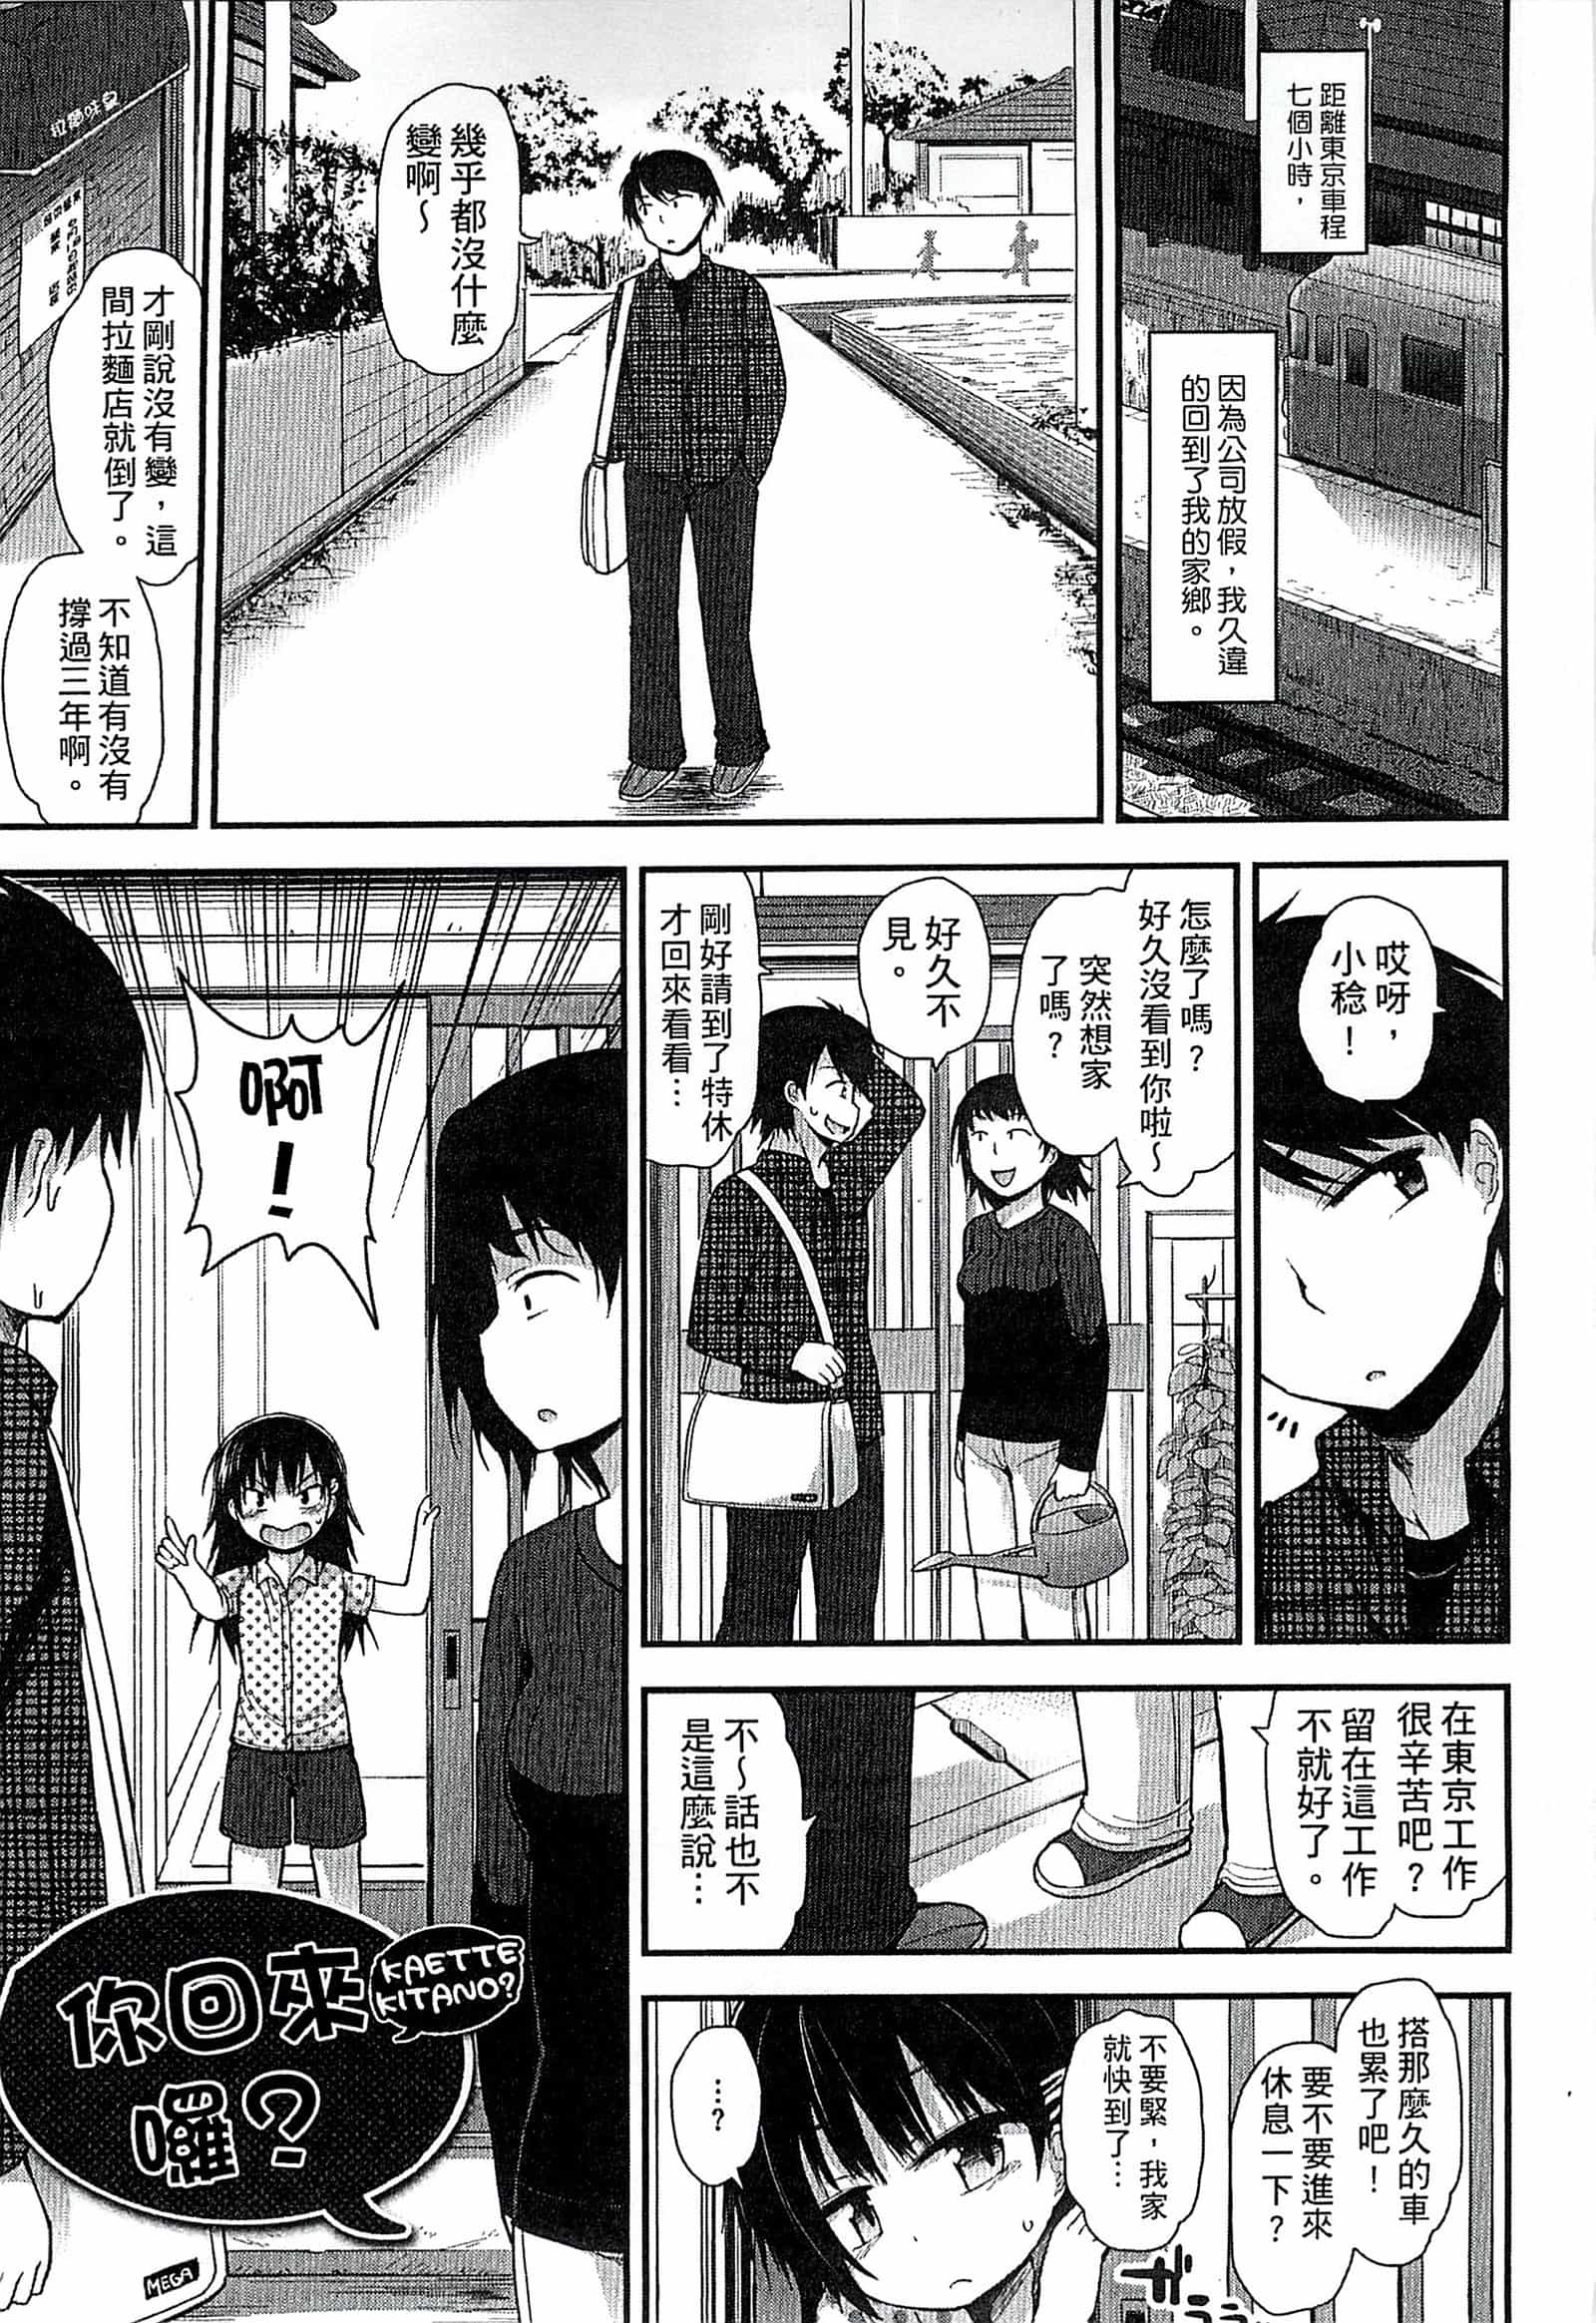 距離東京車程
七個小時，
因為公司放假，我久違
的回到了我的家鄉。
幾乎都沒什麼
變啊～
才剛說沒有變，這
間拉麵店就倒了。
不知道有沒有
撐過三年啊。
哎呀，
小稔！
怎麼了嗎？
好久沒看到你啦～
突然想家
了嗎？
好久不
見。
剛好請到了特休
才回來看看…
在東京工作
很辛苦吧？
留在這工作
不就好了。
不～話也不
是這麼說…
搭那麼久的車
也累了吧！
要不要進來
休息一下？
不要緊，我家
就快到了…
…？
啊！
你回來
囉？
KAETTE
KITANO?
MEGA